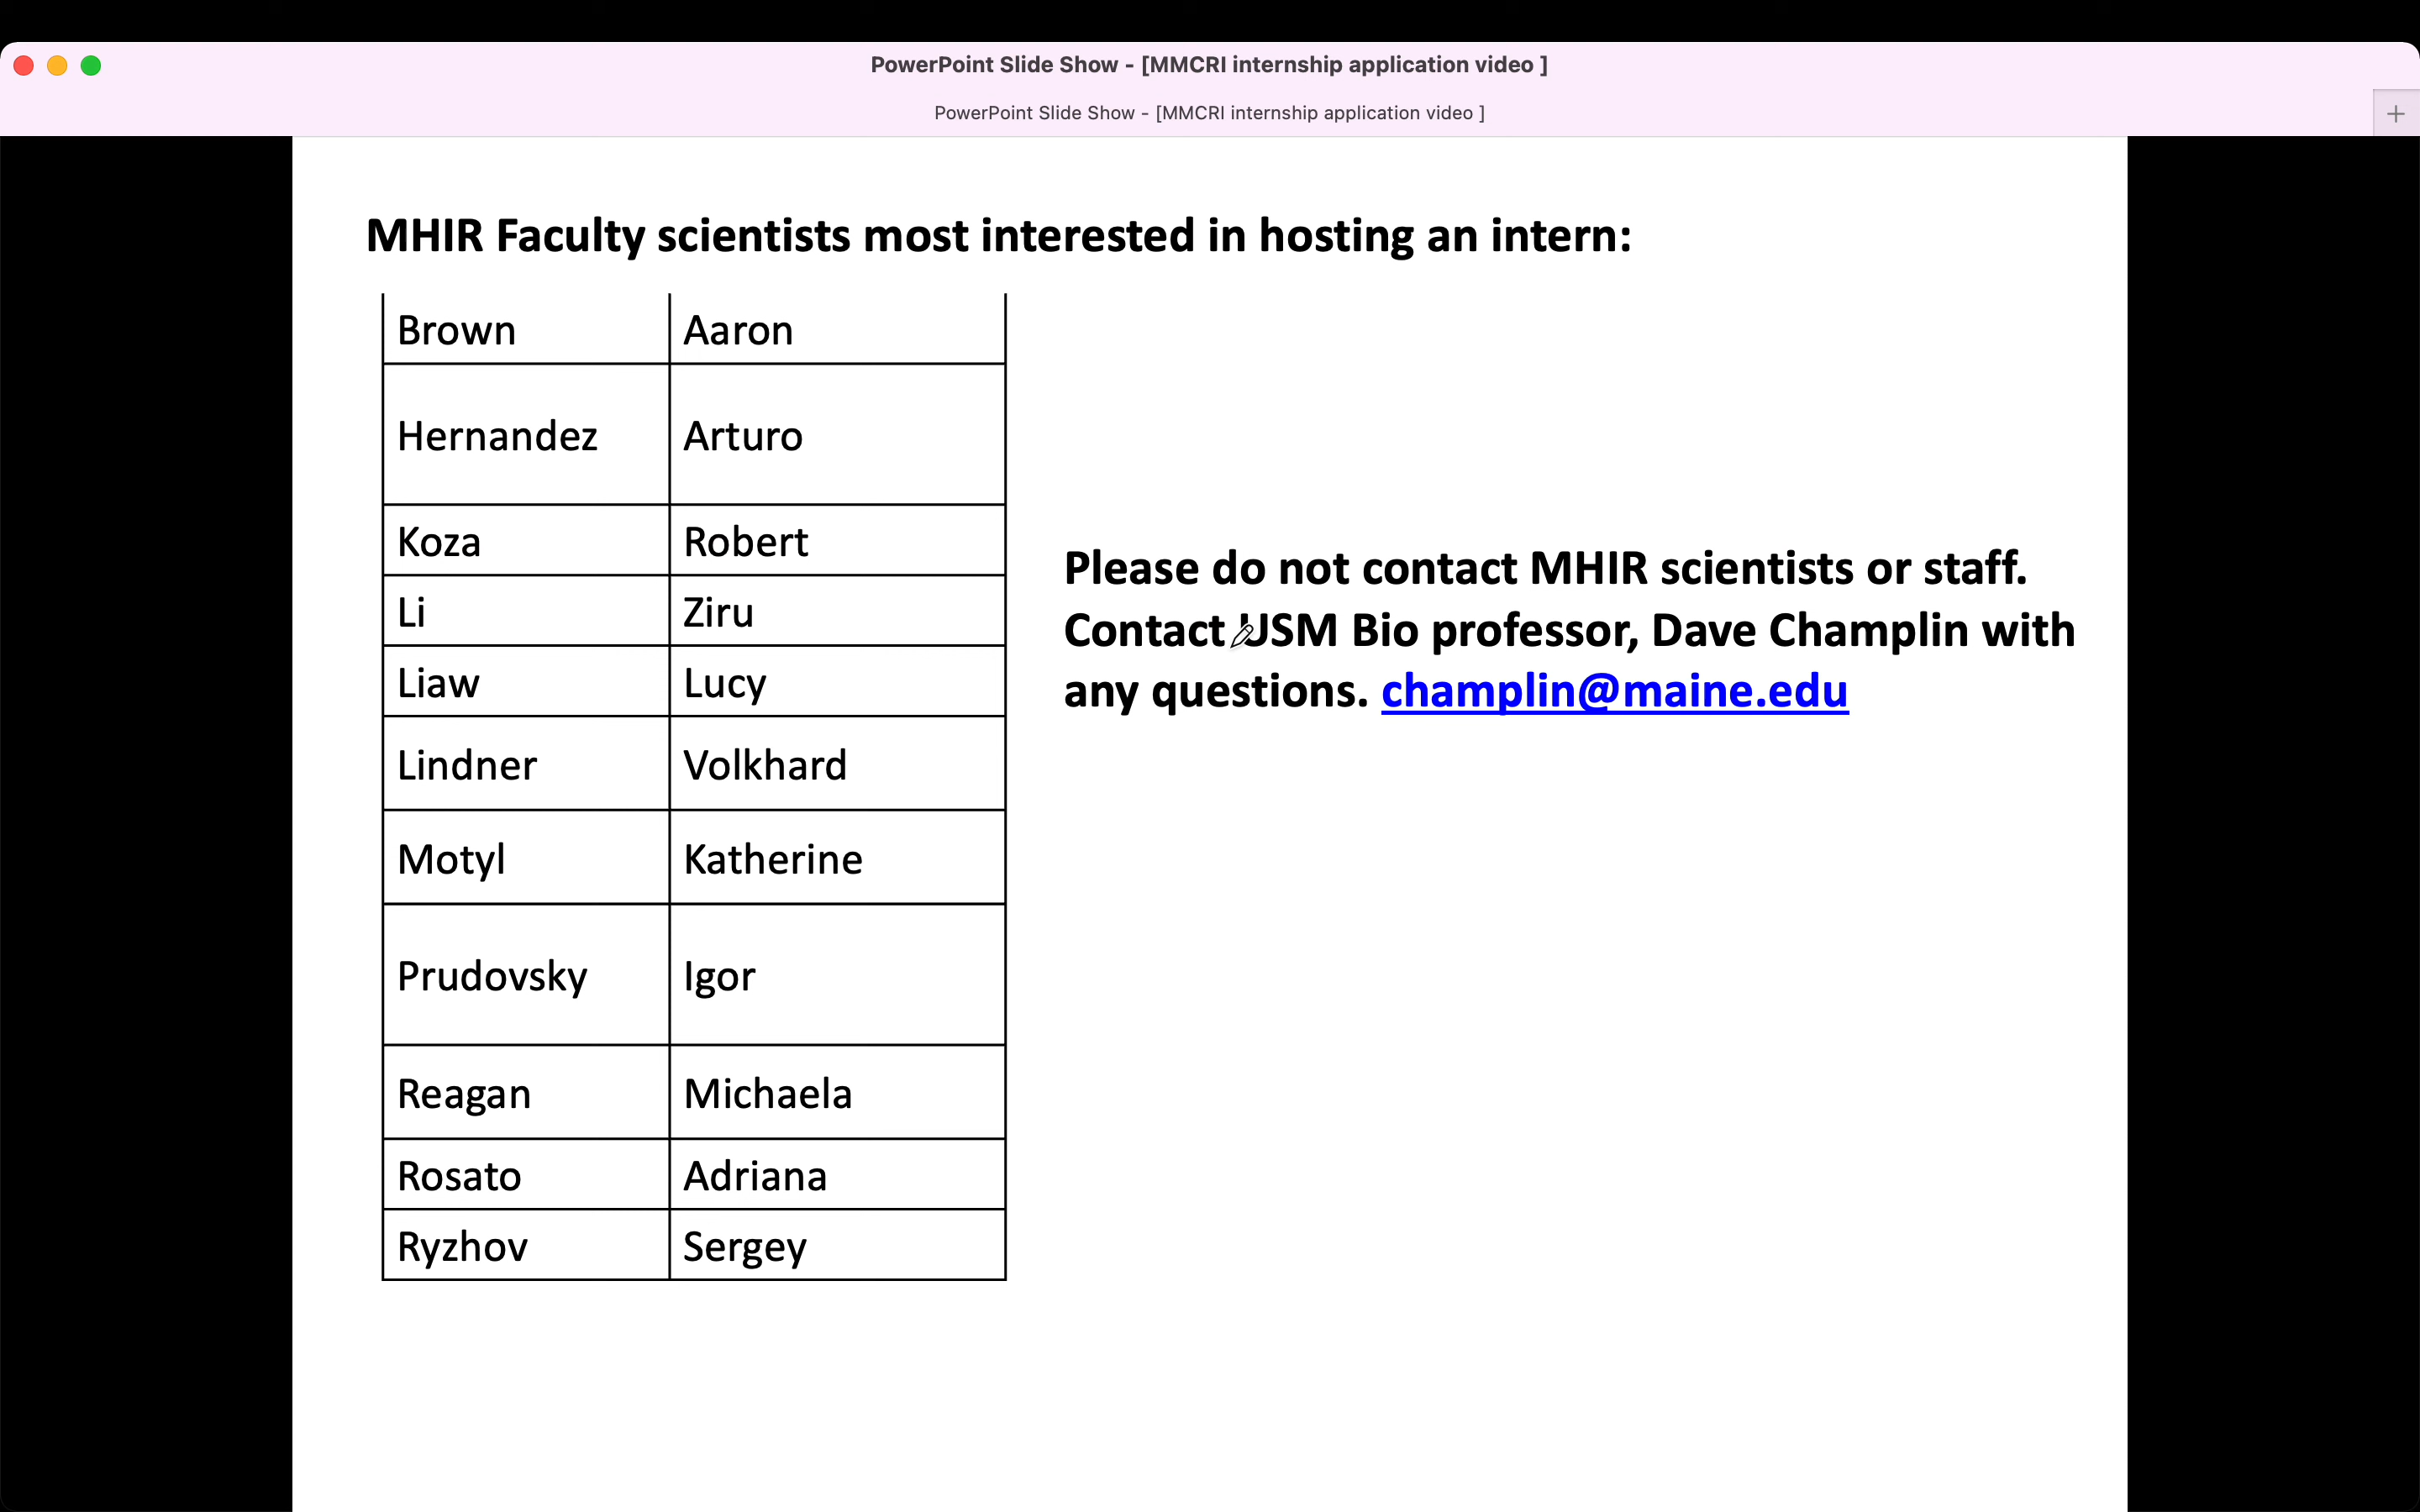 PowerPoint Slide Show - [MMCRI internship application video ]
PowerPoint Slide Show - [MMCRI internship application video ]
MHIR Faculty scientists most interested in hosting an intern:
Brown Aaron
Hernandez Arturo
Koza Robert
Li Ziru
Liaw Lucy
Lindner Volkhard
Motyl Katherine
Prudovsky Igor
Reagan Michaela
Rosato Adriana
Ryzhov Sergey
Please do not contact MHIR scientists or staff.
Contact USM Bio professor, Dave Champlin with
any questions. champlin@maine.edu